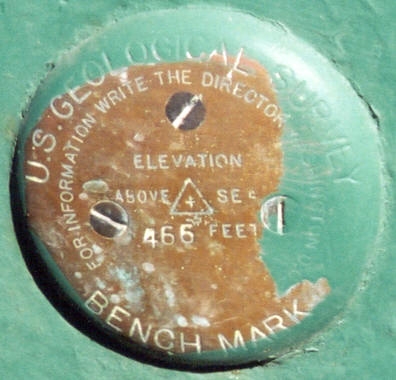 U.S. GEOLOGICAL SURVEY
FOR INFORMATION WRITE THE DIRECTOR
ELEVATION
ABOVE SEA
466 FEET
BENCH MARK